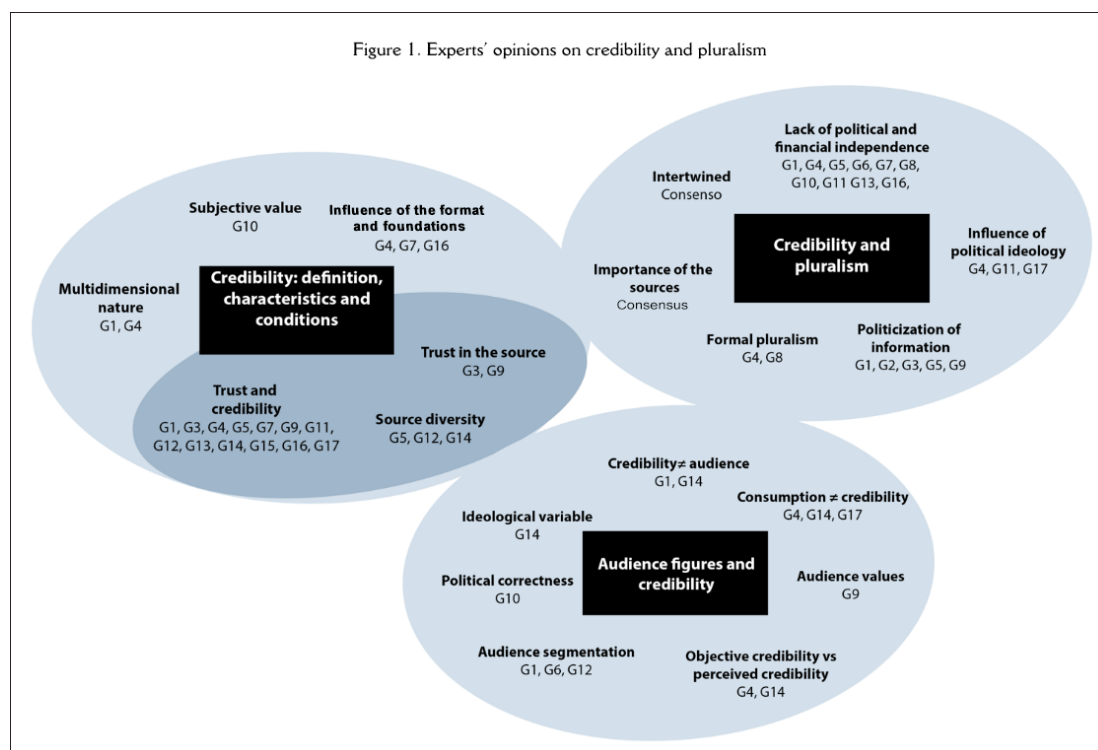 Figure 1. Experts' opinions on credibility and pluralism
Subjective value
G10
Influence of the format
and foundations
G4, G7, G16
Multidimensional
nature
G1, G4
Credibility: definition,
characteristics and
conditions
Trust in the source
G3, G9
Trust and
credibility
G1, G3, G4, G5, G7, G9, G11,
G12, G13, G14, G15, G16, G17
Source diversity
G5, G12, G14
Lack of political and
financial independence
G1, G4, G5, G6, G7, G8,
G10, G11 G13, G16,
Intertwined
Consenso
Credibility and
pluralism
Influence of
political ideology
G4, G11, G17
Importance of the
sources
Consensus
Formal pluralism
G4, G8
Politicization of
information
G1, G2, G3, G5, G9
Credibility≠ audience
G1, G14
Consumption ≠ credibility
G4, G14, G17
Ideological variable
G14
Audience figures and
credibility
Political correctness
G10
Audience values
G9
Audience segmentation
G1, G6, G12
Objective credibility vs
perceived credibility
G4, G14